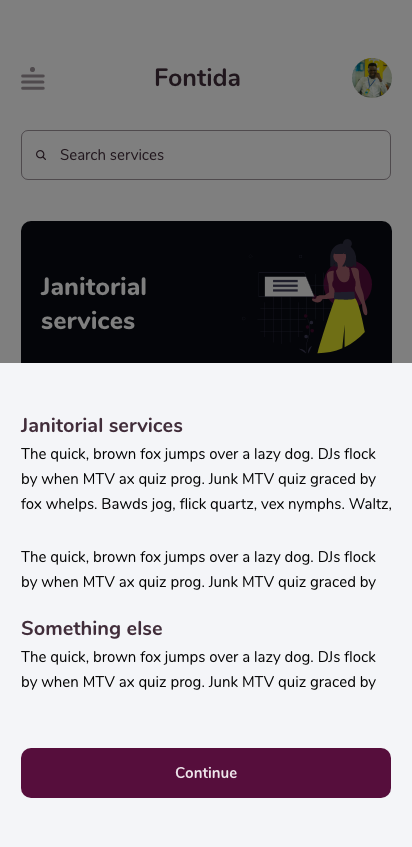 Fontida
Search services
Janitorial
services
Janitorial services
The quick, brown fox jumps over a lazy dog. DJs flock
by when MTV ax quiz prog. Junk MTV quiz graced by
fox whelps. Bawds jog, flick quartz, vex nymphs. Waltz,
The quick, brown fox jumps over a lazy dog. DJs flock
by when MTV ax quiz prog. Junk MTV quiz graced by
Something else
The quick, brown fox jumps over a lazy dog. DJs flock
by when MTV ax quiz prog. Junk MTV quiz graced by
Continue